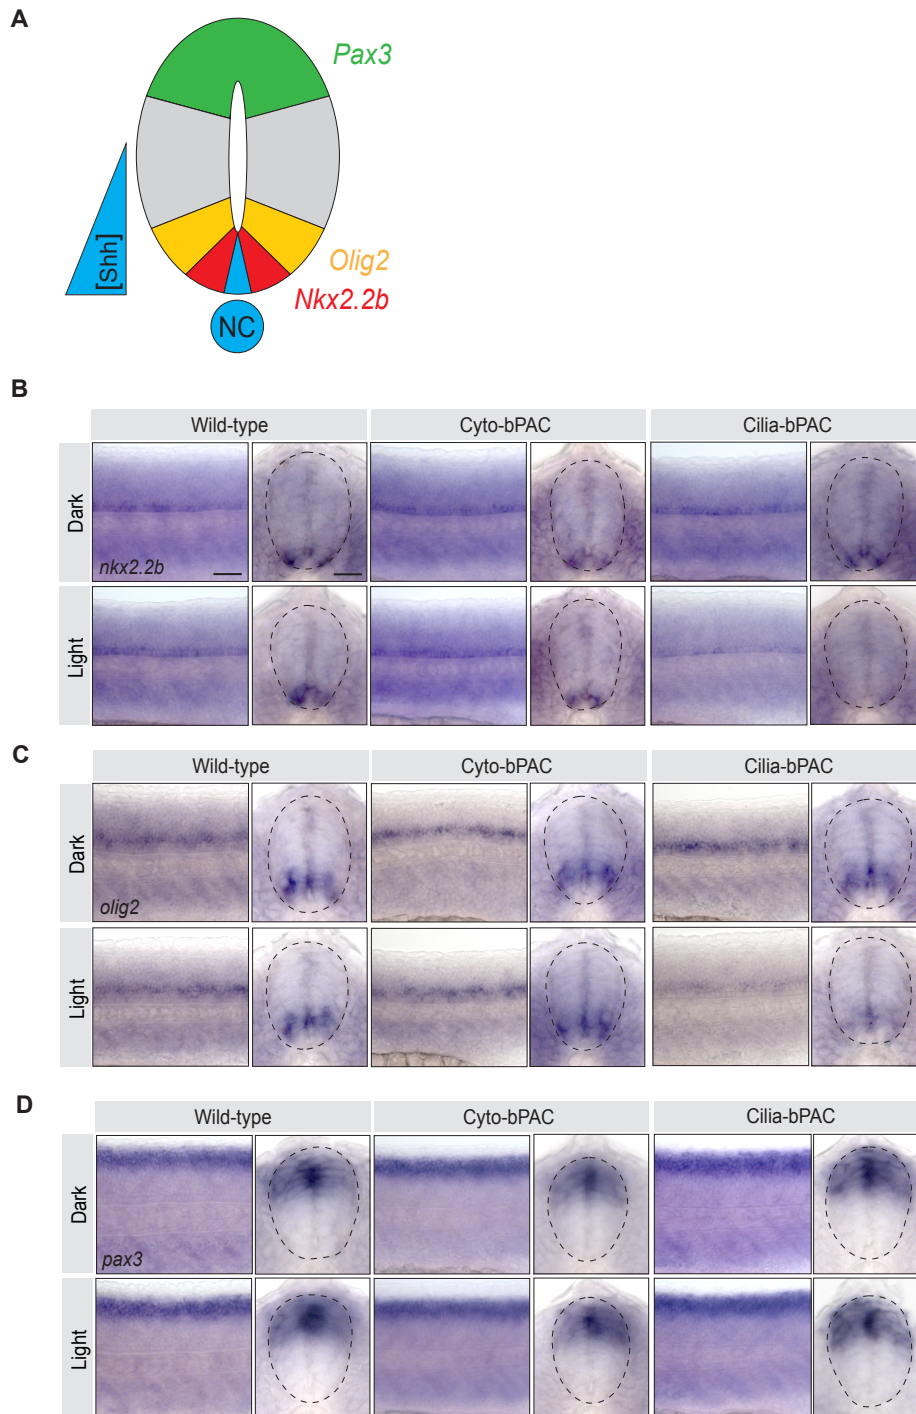 A
Pax3
[Shh]
Olig2
Nkx2.2b
NC
B
Wild-type Cyto-bPAC Cilia-bPAC
Dark
nkx2.2b
Light
C
Wild-type Cyto-bPAC Cilia-bPAC
Dark
olig2
Light
D
Wild-type Cyto-bPAC Cilia-bPAC
Dark
pax3
Light